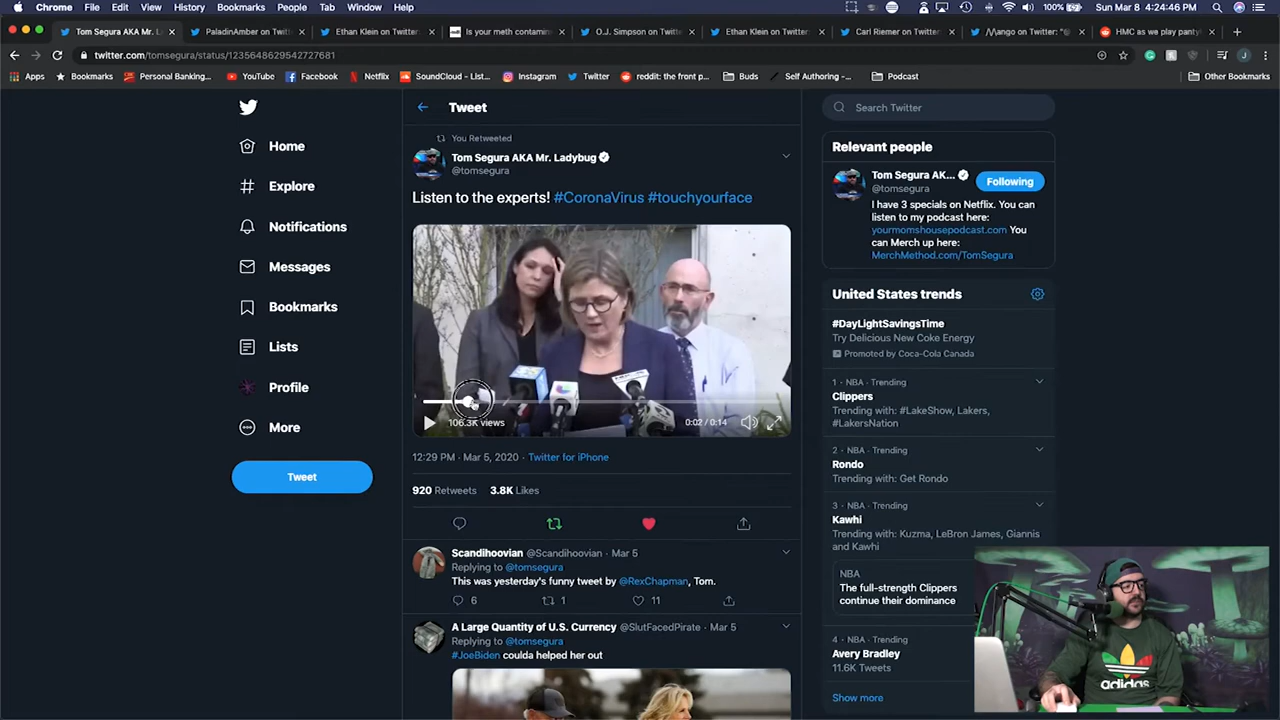 Chrome File Edit View History Bookmarks People Tab Window Help
100% Sun Mar 8 4:24:46 PM
Tom Segura AKA Mr. L
PaladinAmber on Twit
Ethan Klein on Twitt
Is your meth contamin
O.J. Simpson on Twitt
Ethan Klein on Twitt
Carl Riemer on Twitt
HMC as we play panty
twitter.com/tomsegura/status/1235648629542727681
Apps Bookmarks Personal Banking... YouTube Facebook Netflix SoundCloud - List... Instagram Twitter reddit: the front p... Buds Self Authoring -... Podcast Other Bookmarks
Home
Explore
Notifications
Messages
Bookmarks
Lists
Profile
More
Tweet
Tweet
You Retweeted
Tom Segura AKA Mr. Ladybug
@tomsegura
Listen to the experts! #CoronaVirus #touchyourface
106.3K views
0:02 / 0:14
12:29 PM · Mar 5, 2020 · Twitter for iPhone
920 Retweets 3.8K Likes
Scandihoovian @Scandihoovian · Mar 5
Replying to @tomsegura
This was yesterday's funny tweet by @RexChapman, Tom.
6 1 11
A Large Quantity of U.S. Currency @SlutFacedPirate · Mar 5
Replying to @tomsegura
#JoeBiden coulda helped her out
Search Twitter
Relevant people
Tom Segura AK...
@tomsegura
Following
I have 3 specials on Netflix. You can
listen to my podcast here:
yourmomshousepodcast.com You
can Merch up here:
MerchMethod.com/TomSegura
United States trends
#DayLightSavingsTime
Try Delicious New Coke Energy
Promoted by Coca-Cola Canada
1 · NBA · Trending
Clippers
Trending with: #LakeShow, Lakers,
#LakersNation
2 · NBA · Trending
Rondo
Trending with: Get Rondo
3 · NBA · Trending
Kawhi
Trending with: Kuzma, LeBron James, Giannis
and Kawhi
NBA
The full-strength Clippers
continue their dominance
4 · NBA · Trending
Avery Bradley
11.6K Tweets
Show more
adidas